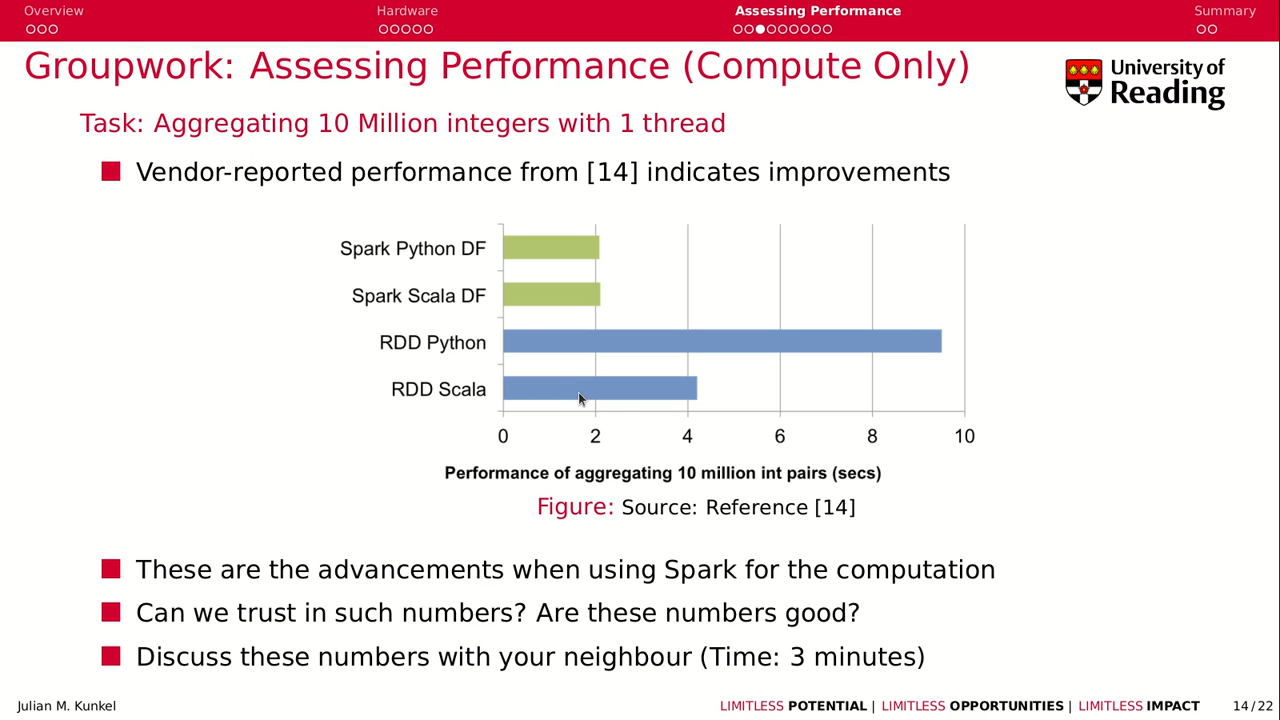 Overview Hardware Assessing Performance Summary
Groupwork: Assessing Performance (Compute Only)
University of
Reading
Task: Aggregating 10 Million integers with 1 thread
Vendor-reported performance from [14] indicates improvements
Spark Python DF
Spark Scala DF
RDD Python
RDD Scala
0 2 4 6 8 10
Performance of aggregating 10 million int pairs (secs)
Figure: Source: Reference [14]
These are the advancements when using Spark for the computation
Can we trust in such numbers? Are these numbers good?
Discuss these numbers with your neighbour (Time: 3 minutes)
Julian M. Kunkel LIMITLESS POTENTIAL | LIMITLESS OPPORTUNITIES | LIMITLESS IMPACT 14/22